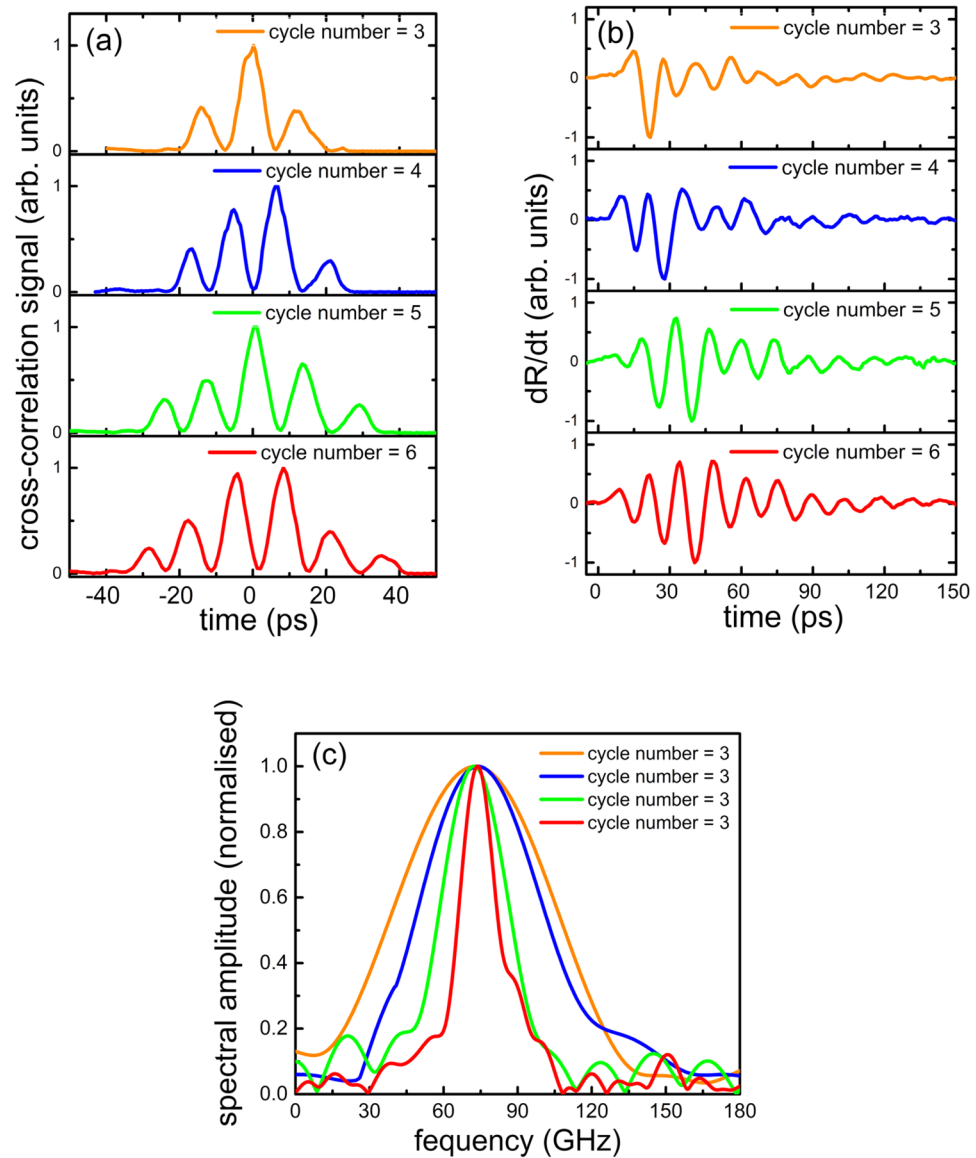 (a)
cycle number = 3
cycle number = 4
cycle number = 5
cycle number = 6
cross-correlation signal (arb. units)
1
0
1
0
1
0
1
0
-40 -20 0 20 40
time (ps)
(b)
cycle number = 3
cycle number = 4
cycle number = 5
cycle number = 6
dR/dt (arb. units)
1
0
-1
1
0
-1
1
0
-1
1
0
-1
0 30 60 90 120 150
time (ps)
(c)
cycle number = 3
cycle number = 3
cycle number = 3
cycle number = 3
spectral amplitude (normalised)
1.0
0.8
0.6
0.4
0.2
0.0
0 30 60 90 120 150 180
fequency (GHz)